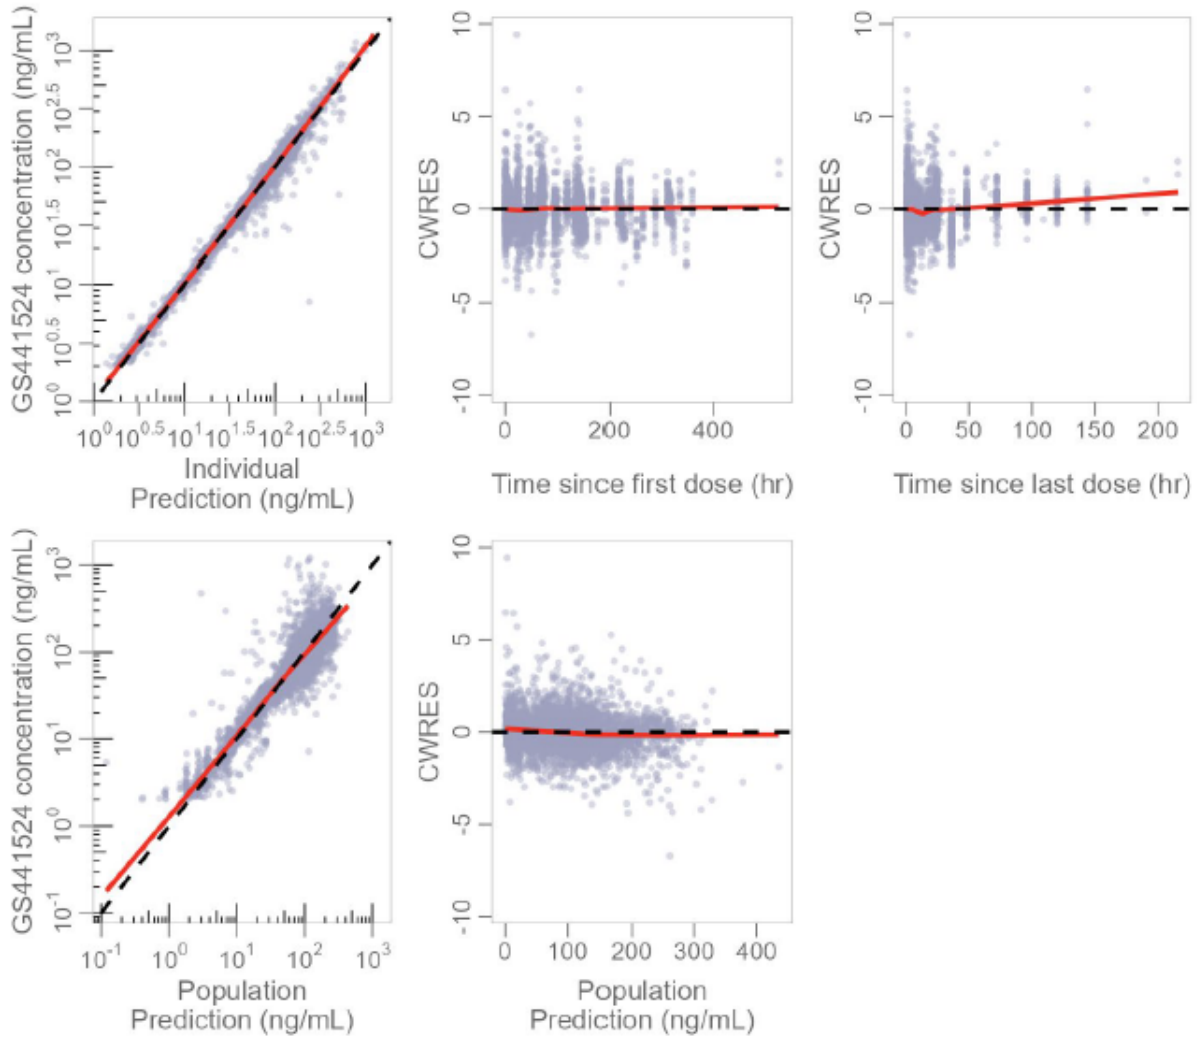 GS441524 concentration (ng/mL)
10^3
10^2.5
10^2
10^1.5
10^1
10^0.5
10^0
10^0 10^0.5 10^1 10^1.5 10^2 10^2.5 10^3
Individual
Prediction (ng/mL)
CWRES
10
5
0
-5
-10
0 200 400
Time since first dose (hr)
CWRES
10
5
0
-5
-10
0 50 100 150 200
Time since last dose (hr)
GS441524 concentration (ng/mL)
10^3
10^2
10^1
10^0
10^-1
10^-1 10^0 10^1 10^2 10^3
Population
Prediction (ng/mL)
CWRES
10
5
0
-5
-10
0 100 200 300 400
Population
Prediction (ng/mL)